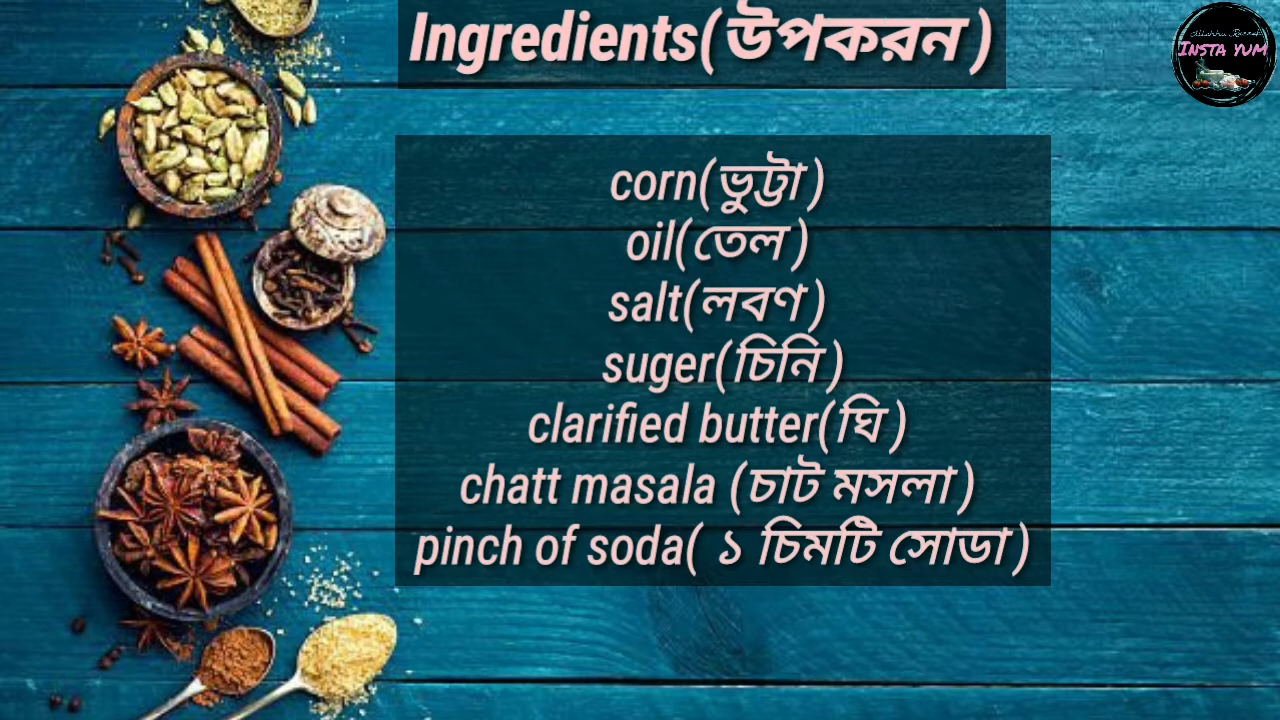 Ingredients(উপকরন)
INSTA YUM
corn(ভুট্টা)
oil(তেল)
salt(লবণ)
suger(চিনি)
clarified butter(ঘি)
chatt masala (চাট মসলা)
pinch of soda( ১ চিমটি সোডা)